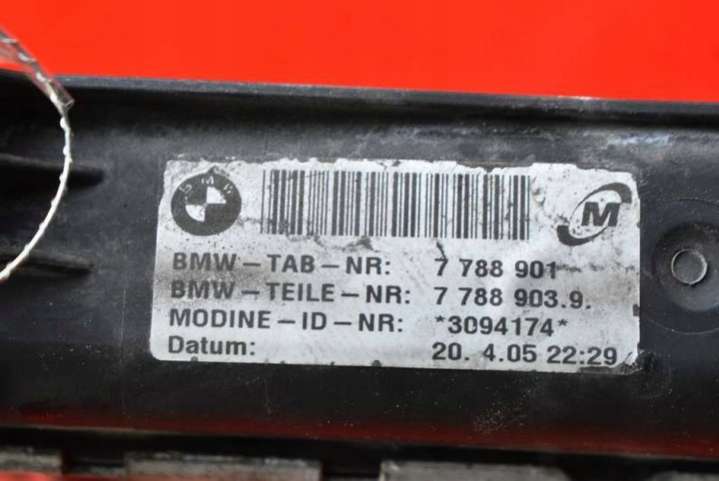 BMW
M
BMW-TAB-NR: 7 788 901
BMW-TEILE-NR: 7 788 903.9.
MODINE-ID-NR: *3094174*
Datum: 20. 4.05 22:29